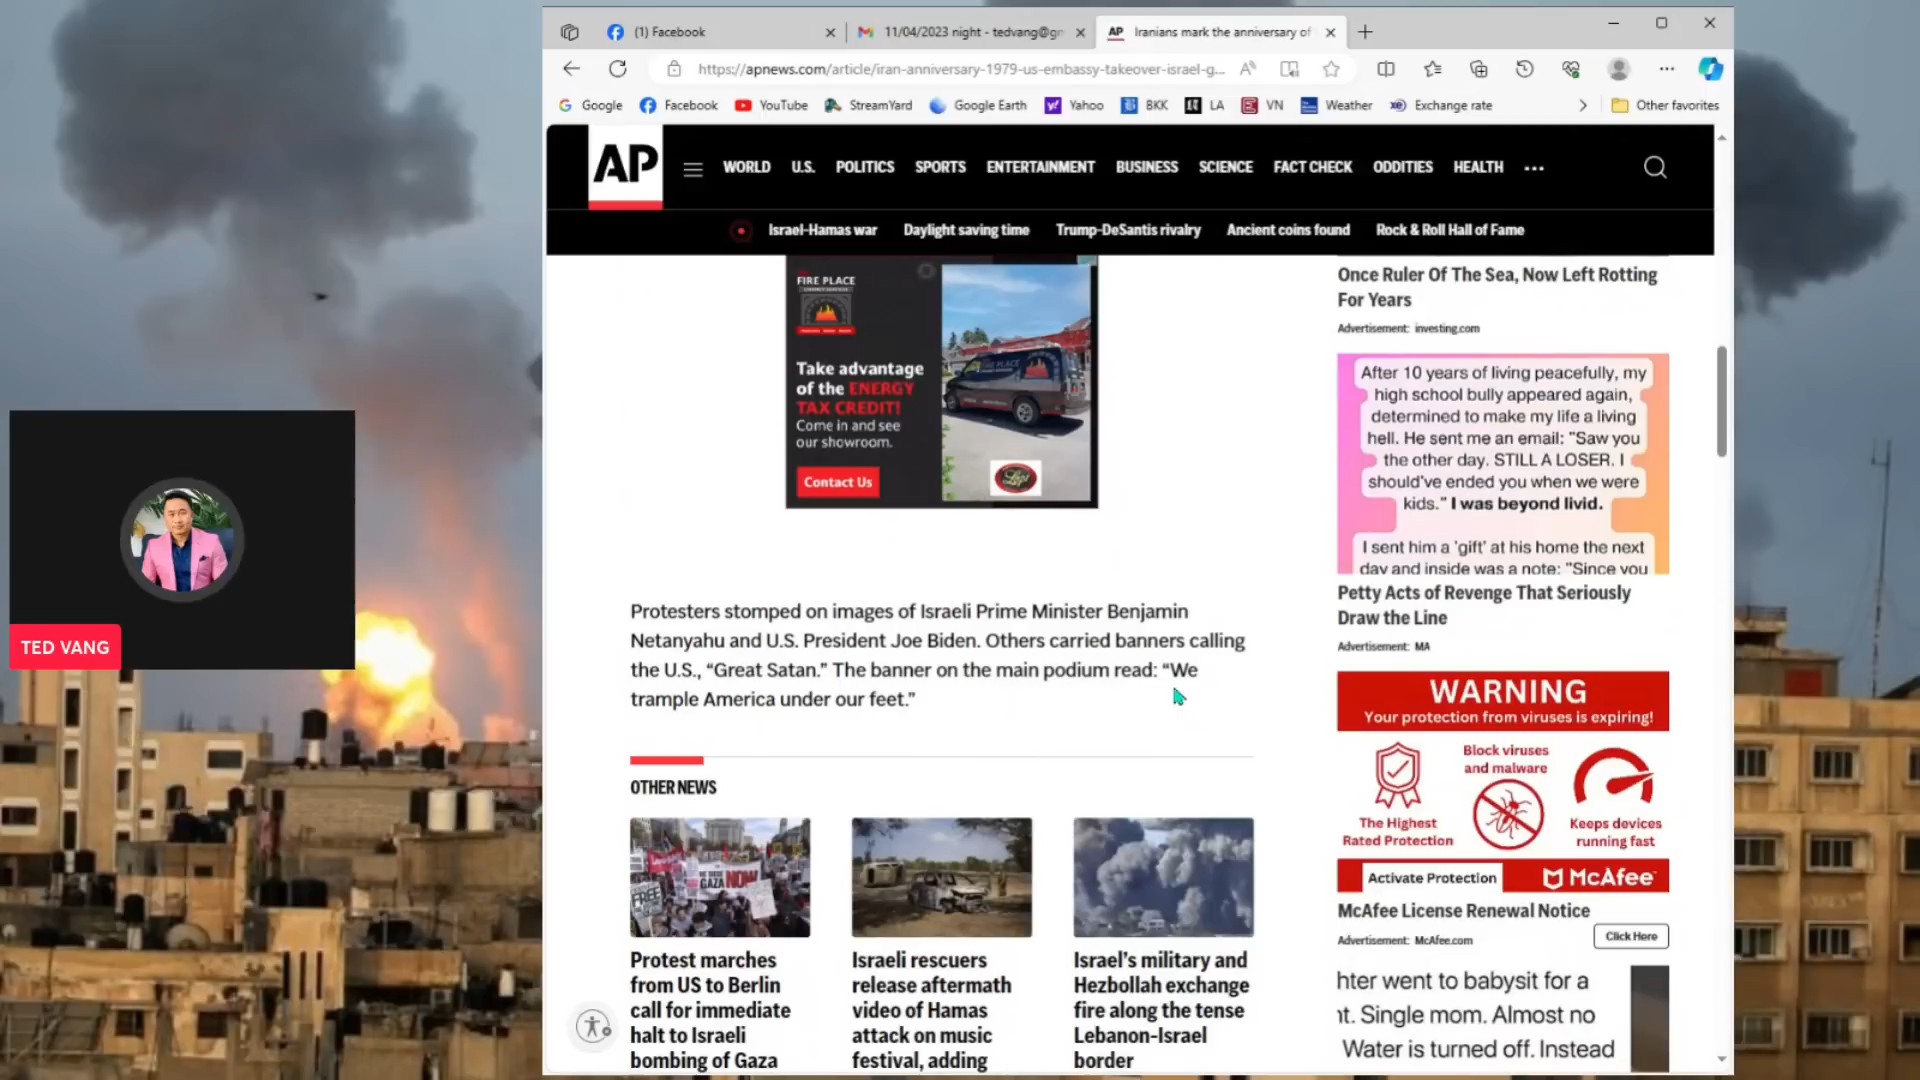 (1) Facebook
11/04/2023 night - tedvang@gm
AP Iranians mark the anniversary of
https://apnews.com/article/iran-anniversary-1979-us-embassy-takeover-israel-g...
Google Facebook YouTube StreamYard Google Earth Yahoo BKK LA VN Weather Exchange rate Other favorites
AP
WORLD U.S. POLITICS SPORTS ENTERTAINMENT BUSINESS SCIENCE FACT CHECK ODDITIES HEALTH ...
Israel-Hamas war Daylight saving time Trump-DeSantis rivalry Ancient coins found Rock & Roll Hall of Fame
FIRE PLACE
Take advantage
of the ENERGY
TAX CREDIT!
Come in and see
our showroom.
Contact Us
TED VANG
Protesters stomped on images of Israeli Prime Minister Benjamin
Netanyahu and U.S. President Joe Biden. Others carried banners calling
the U.S., “Great Satan.” The banner on the main podium read: “We
trample America under our feet.”
OTHER NEWS
GAZA NOW!
FREE
Protest marches
from US to Berlin
call for immediate
halt to Israeli
bombing of Gaza
Israeli rescuers
release aftermath
video of Hamas
attack on music
festival, adding
Israel’s military and
Hezbollah exchange
fire along the tense
Lebanon-Israel
border
Once Ruler Of The Sea, Now Left Rotting
For Years
Advertisement: investing.com
After 10 years of living peacefully, my
high school bully appeared again,
determined to make my life a living
hell. He sent me an email: "Saw you
the other day. STILL A LOSER. I
should've ended you when we were
kids." I was beyond livid.
I sent him a 'gift' at his home the next
day and inside was a note: "Since you
Petty Acts of Revenge That Seriously
Draw the Line
Advertisement: MA
WARNING
Your protection from viruses is expiring!
The Highest
Rated Protection
Block viruses
and malware
Keeps devices
running fast
Activate Protection
McAfee
McAfee License Renewal Notice
Advertisement: McAfee.com
Click Here
hter went to babysit for a
t. Single mom. Almost no
Water is turned off. Instead